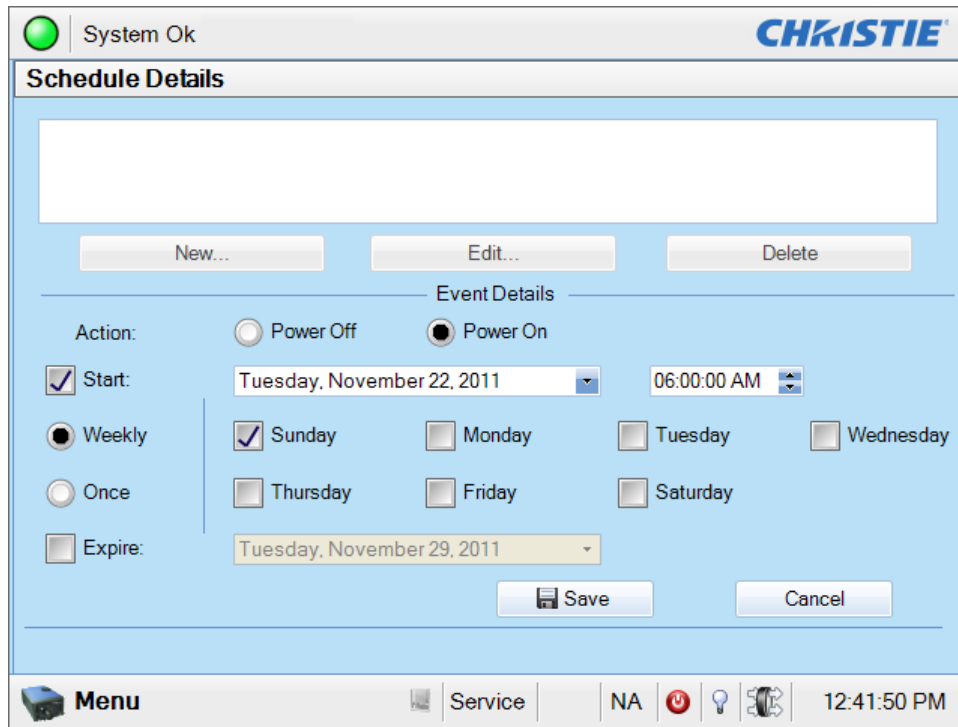 System Ok
CHRISTIE
Schedule Details
New... Edit... Delete
Event Details
Action: Power Off Power On
Start: Tuesday, November 22, 2011 06:00:00 AM
Weekly Sunday Monday Tuesday Wednesday
Once Thursday Friday Saturday
Expire: Tuesday, November 29, 2011
Save Cancel
Menu Service NA 12:41:50 PM